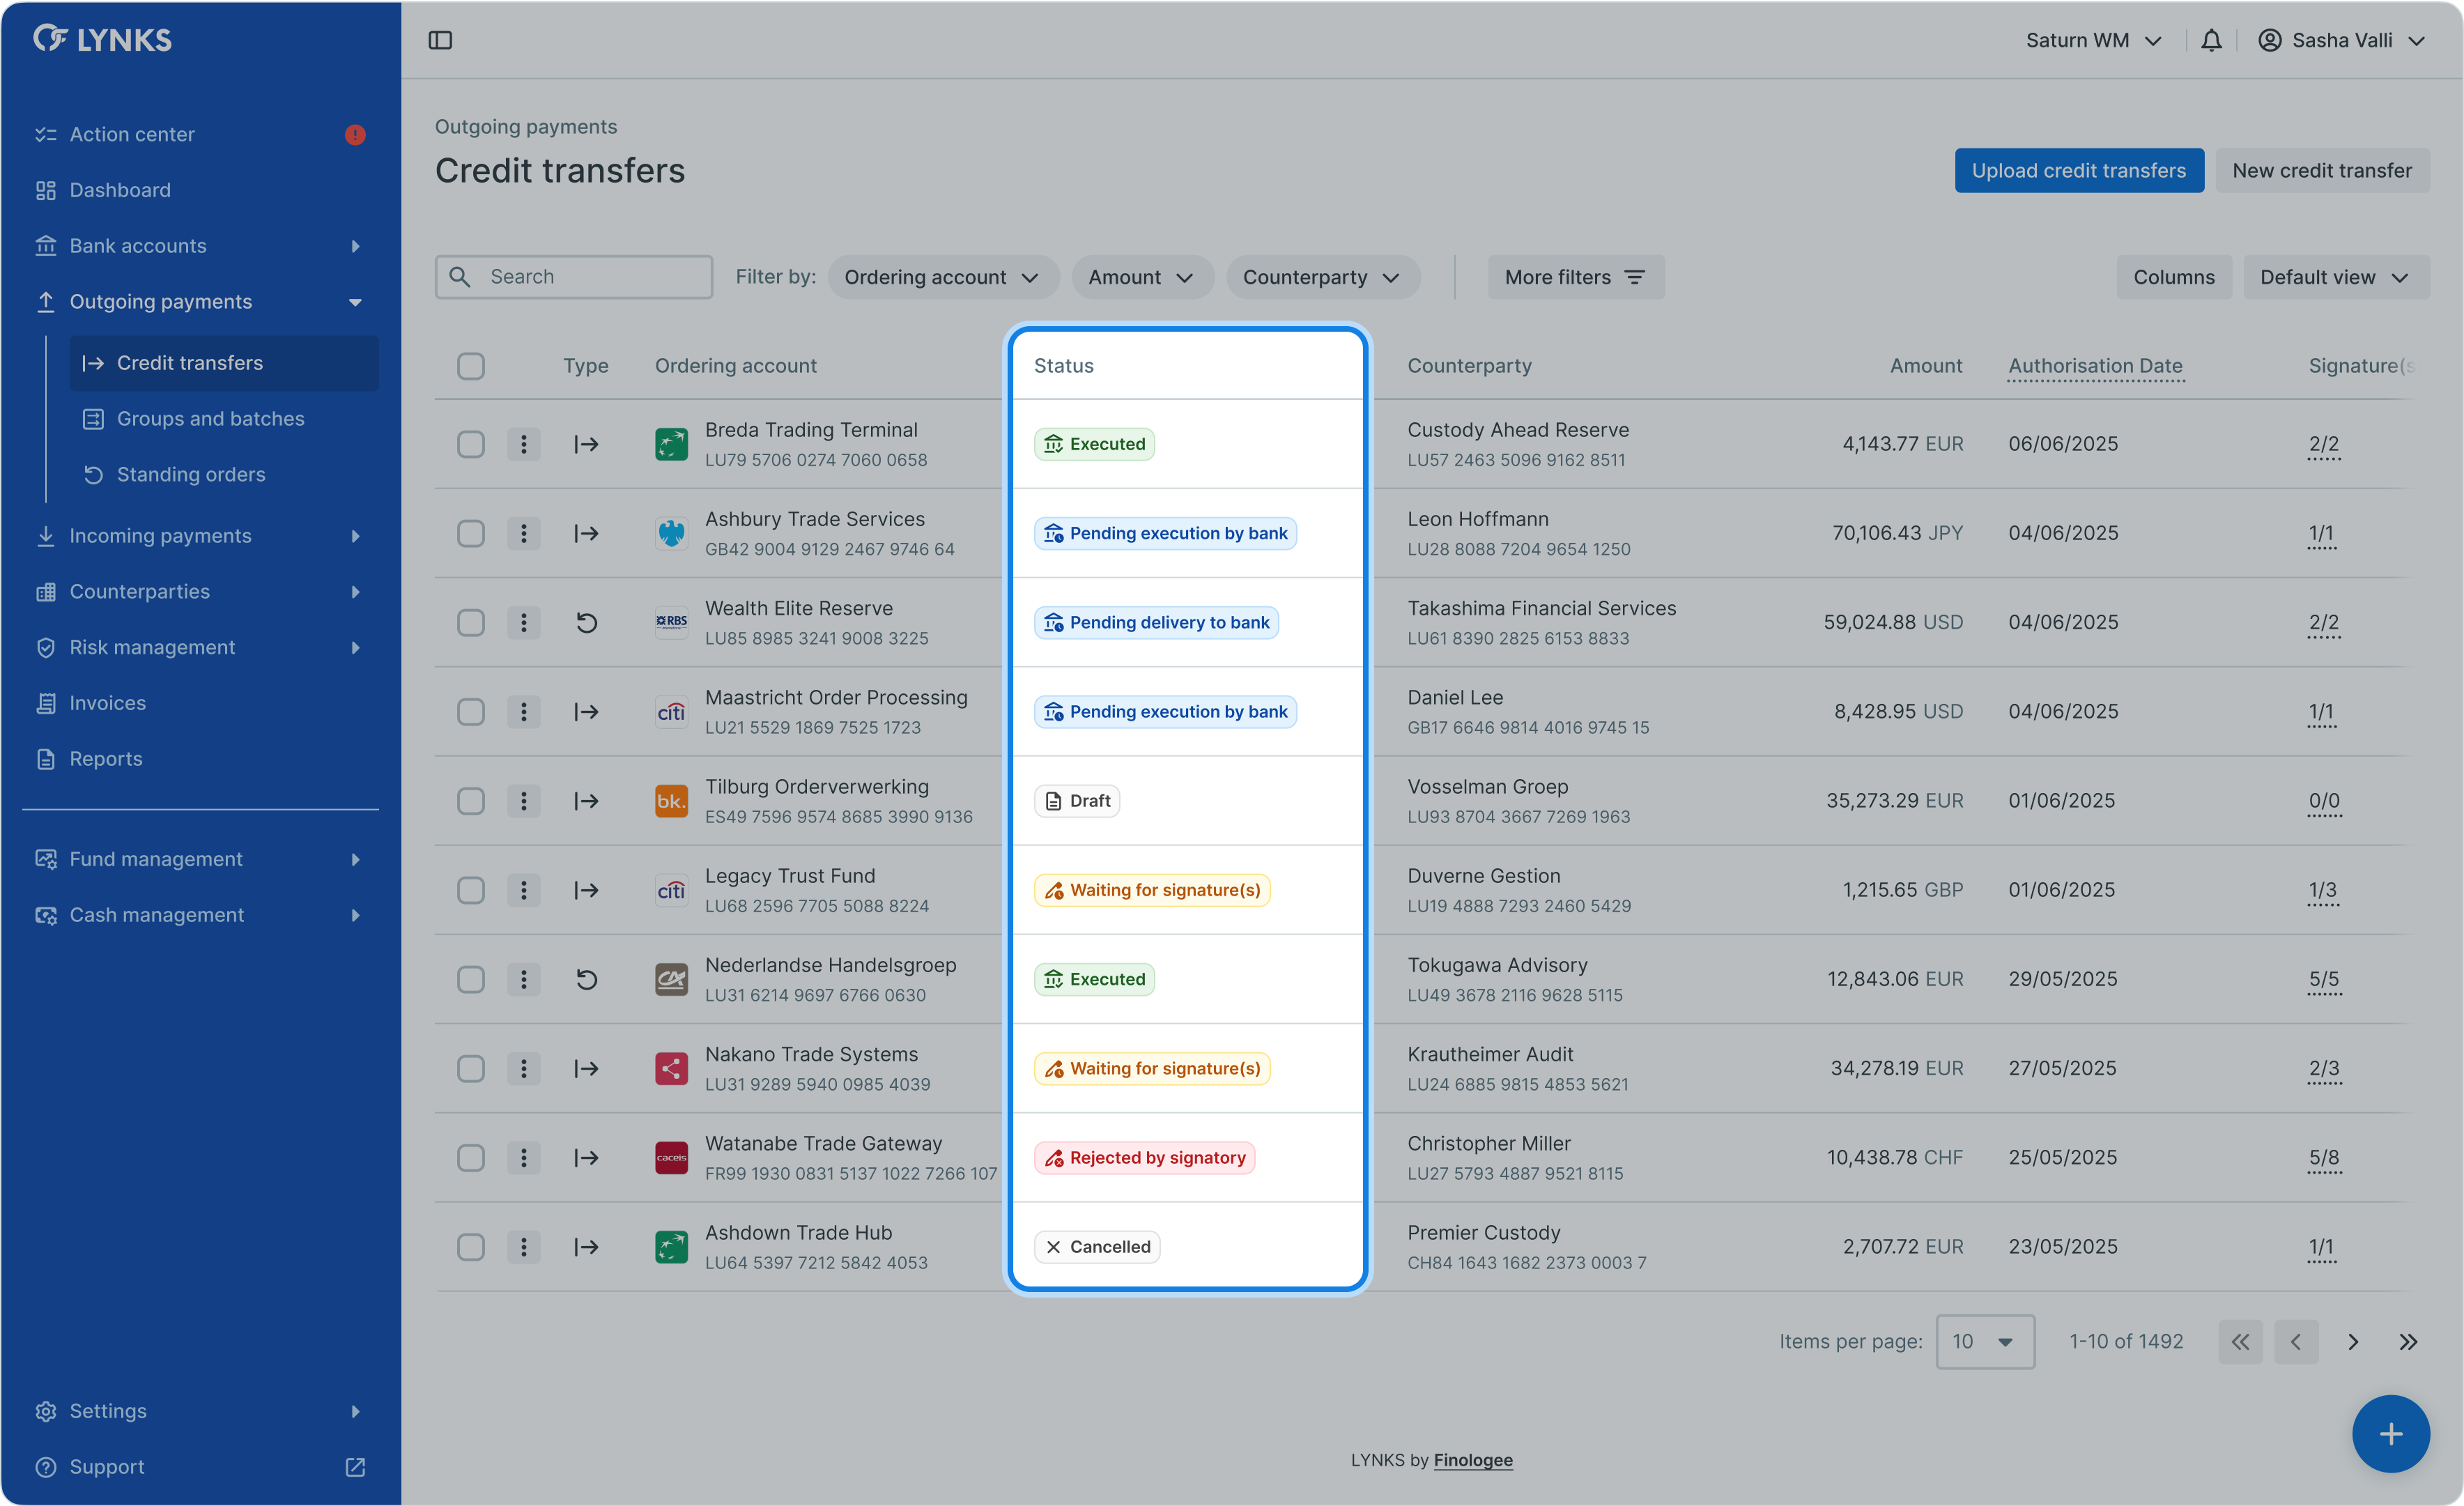 LYNKS
Saturn WM
Sasha Valli
Action center
Dashboard
Bank accounts
Outgoing payments
Credit transfers
Groups and batches
Standing orders
Incoming payments
Counterparties
Risk management
Invoices
Reports
Fund management
Cash management
Settings
Support
Outgoing payments
Credit transfers
Upload credit transfers
New credit transfer
Search
Filter by:
Ordering account
Amount
Counterparty
More filters
Columns
Default view
Type Ordering account Status Counterparty Amount Authorisation Date Signature(s
Breda Trading Terminal
LU79 5706 0274 7060 0658
Executed
Custody Ahead Reserve
LU57 2463 5096 9162 8511
4,143.77 EUR 06/06/2025 2/2
Ashbury Trade Services
GB42 9004 9129 2467 9746 64
Pending execution by bank
Leon Hoffmann
LU28 8088 7204 9654 1250
70,106.43 JPY 04/06/2025 1/1
RBS
Wealth Elite Reserve
LU85 8985 3241 9008 3225
Pending delivery to bank
Takashima Financial Services
LU61 8390 2825 6153 8833
59,024.88 USD 04/06/2025 2/2
citi
Maastricht Order Processing
LU21 5529 1869 7525 1723
Pending execution by bank
Daniel Lee
GB17 6646 9814 4016 9745 15
8,428.95 USD 04/06/2025 1/1
bk.
Tilburg Orderverwerking
ES49 7596 9574 8685 3990 9136
Draft
Vosselman Groep
LU93 8704 3667 7269 1963
35,273.29 EUR 01/06/2025 0/0
citi
Legacy Trust Fund
LU68 2596 7705 5088 8224
Waiting for signature(s)
Duverne Gestion
LU19 4888 7293 2460 5429
1,215.65 GBP 01/06/2025 1/3
CA
Nederlandse Handelsgroep
LU31 6214 9697 6766 0630
Executed
Tokugawa Advisory
LU49 3678 2116 9628 5115
12,843.06 EUR 29/05/2025 5/5
Nakano Trade Systems
LU31 9289 5940 0985 4039
Waiting for signature(s)
Krautheimer Audit
LU24 6885 9815 4853 5621
34,278.19 EUR 27/05/2025 2/3
caceis
Watanabe Trade Gateway
FR99 1930 0831 5137 1022 7266 107
Rejected by signatory
Christopher Miller
LU27 5793 4887 9521 8115
10,438.78 CHF 25/05/2025 5/8
Ashdown Trade Hub
LU64 5397 7212 5842 4053
Cancelled
Premier Custody
CH84 1643 1682 2373 0003 7
2,707.72 EUR 23/05/2025 1/1
Items per page: 10 1-10 of 1492
LYNKS by Finologee